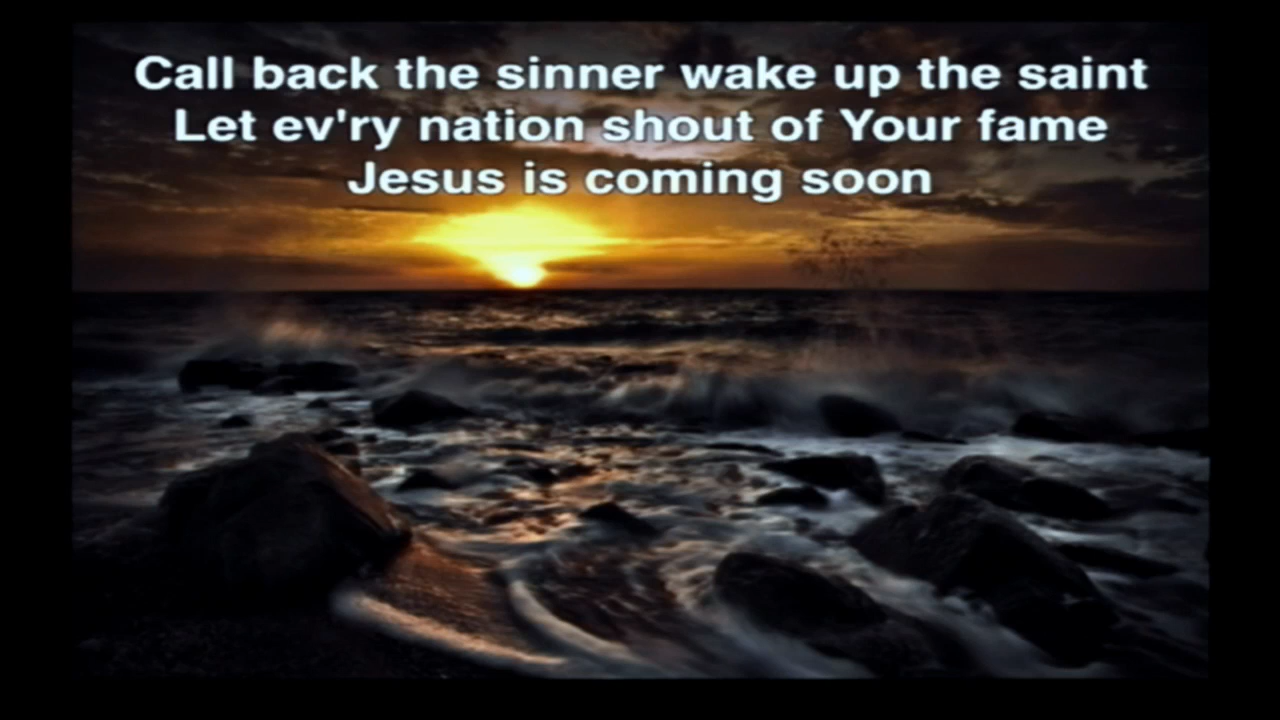 Call back the sinner wake up the saint
Let ev'ry nation shout of Your fame
Jesus is coming soon